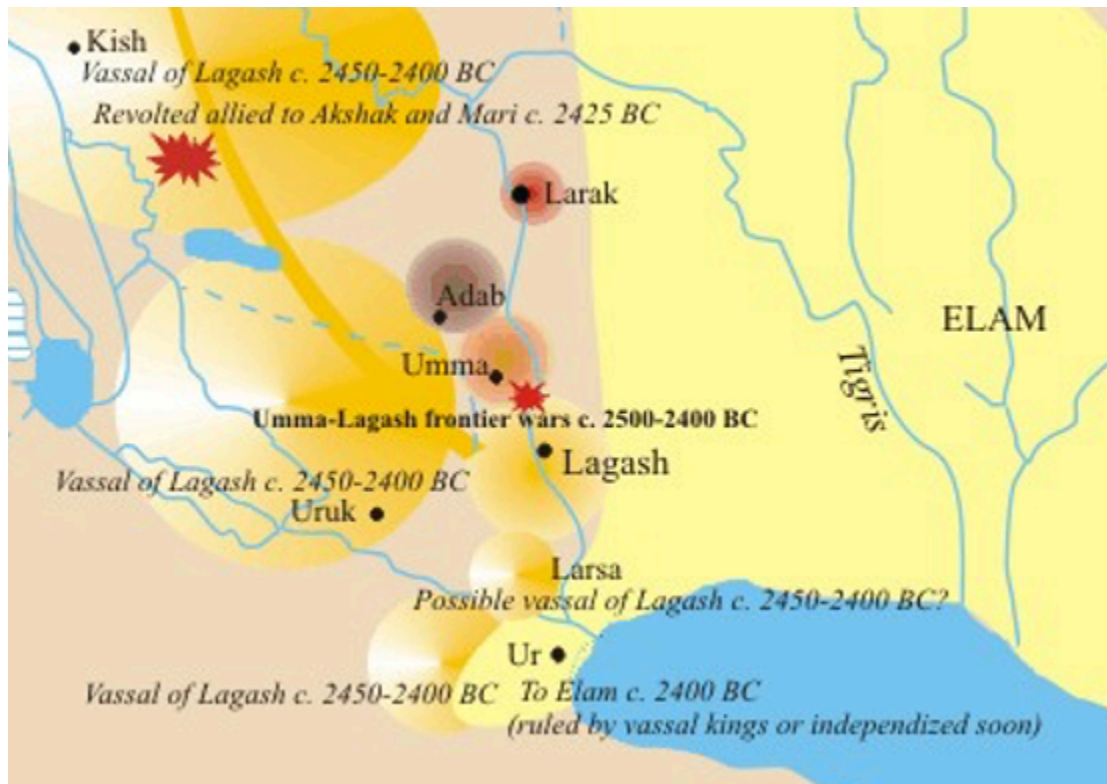 Kish
Vassal of Lagash c. 2450-2400 BC
Revolted allied to Akshak and Mari c. 2425 BC
Larak
Adab
ELAM
Umma
Tigris
Umma-Lagash frontier wars c. 2500-2400 BC
Lagash
Vassal of Lagash c. 2450-2400 BC
Uruk
Larsa
Possible vassal of Lagash c. 2450-2400 BC?
Ur
Vassal of Lagash c. 2450-2400 BC
To Elam c. 2400 BC
(ruled by vassal kings or independized soon)